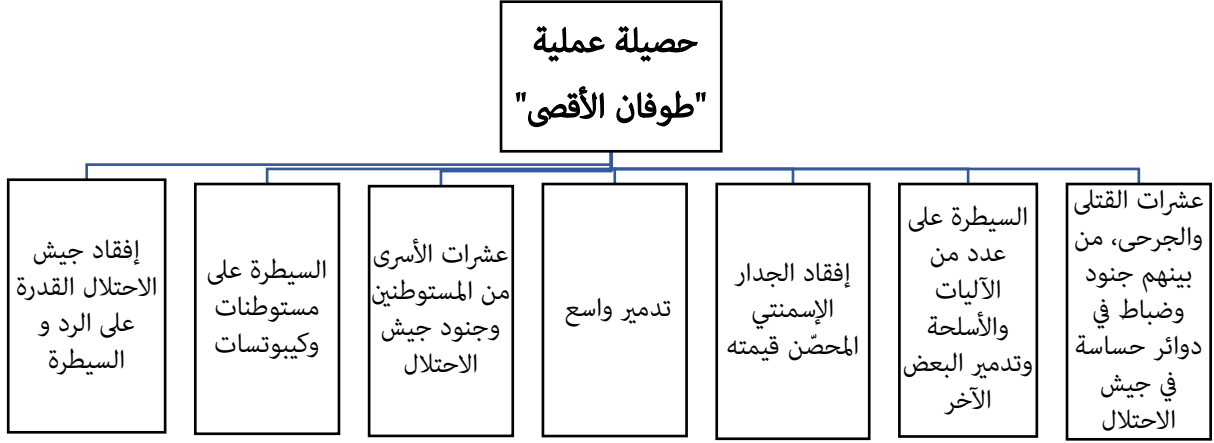 حصيلة عملية
"طوفان الأقصى"
عشرات القتلى
والجرحى، من
بينهم جنود
وضباط في
دوائر حساسة
في جيش
الاحتلال
السيطرة على
عدد من
الآليات
والأسلحة
وتدمير البعض
الآخر
إفقاد الجدار
الإسمنتي
المحصّن قيمته
تدمير واسع
عشرات الأسرى
من المستوطنين
وجنود جيش
الاحتلال
السيطرة على
مستوطنات
وكيبوتسات
إفقاد جيش
الاحتلال القدرة
على الرد و
السيطرة